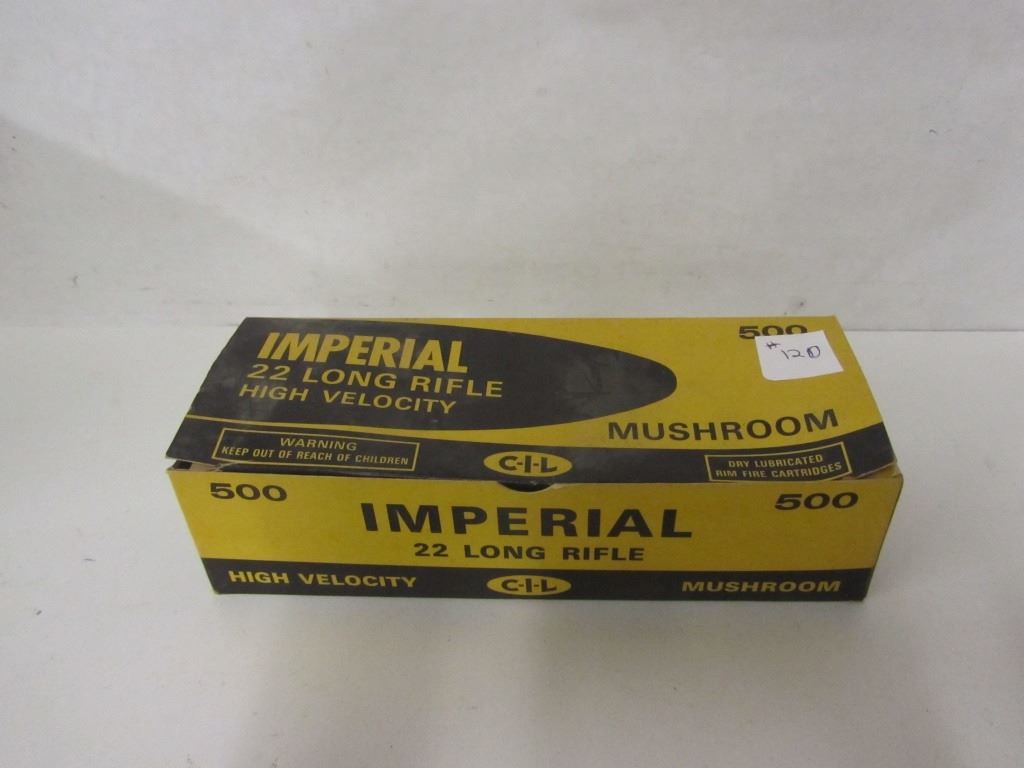 IMPERIAL
22 LONG RIFLE
HIGH VELOCITY
500
# 120
MUSHROOM
WARNING
KEEP OUT OF REACH OF CHILDREN
C-I-L
DRY LUBRICATED
RIM FIRE CARTRIDGES
500
IMPERIAL
500
22 LONG RIFLE
HIGH VELOCITY
C-I-L
MUSHROOM